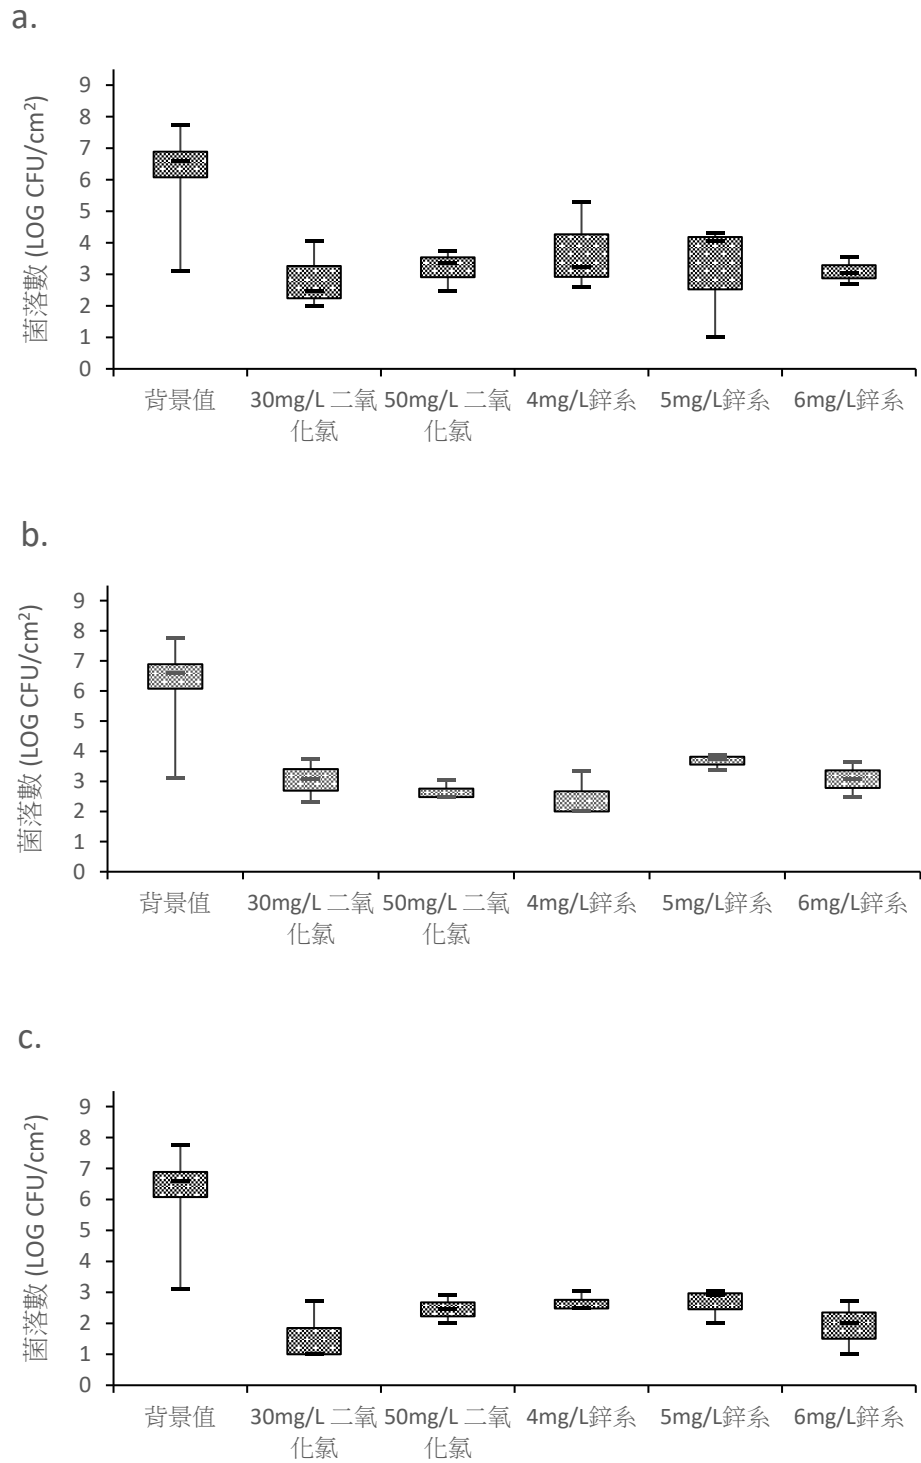 a.
菌落數 (LOG CFU/cm²)
9
8
7
6
5
4
3
2
1
0
背景值
30mg/L 二氧化氯
50mg/L 二氧化氯
4mg/L鋅系
5mg/L鋅系
6mg/L鋅系
b.
菌落數 (LOG CFU/cm²)
9
8
7
6
5
4
3
2
1
0
背景值
30mg/L 二氧
化氯
50mg/L 二氧
化氯
4mg/L鋅系
5mg/L鋅系
6mg/L鋅系
c.
菌落數 (LOG CFU/cm²)
9
8
7
6
5
4
3
2
1
0
背景值
30mg/L 二氧
化氯
50mg/L 二氧
化氯
4mg/L鋅系
5mg/L鋅系
6mg/L鋅系